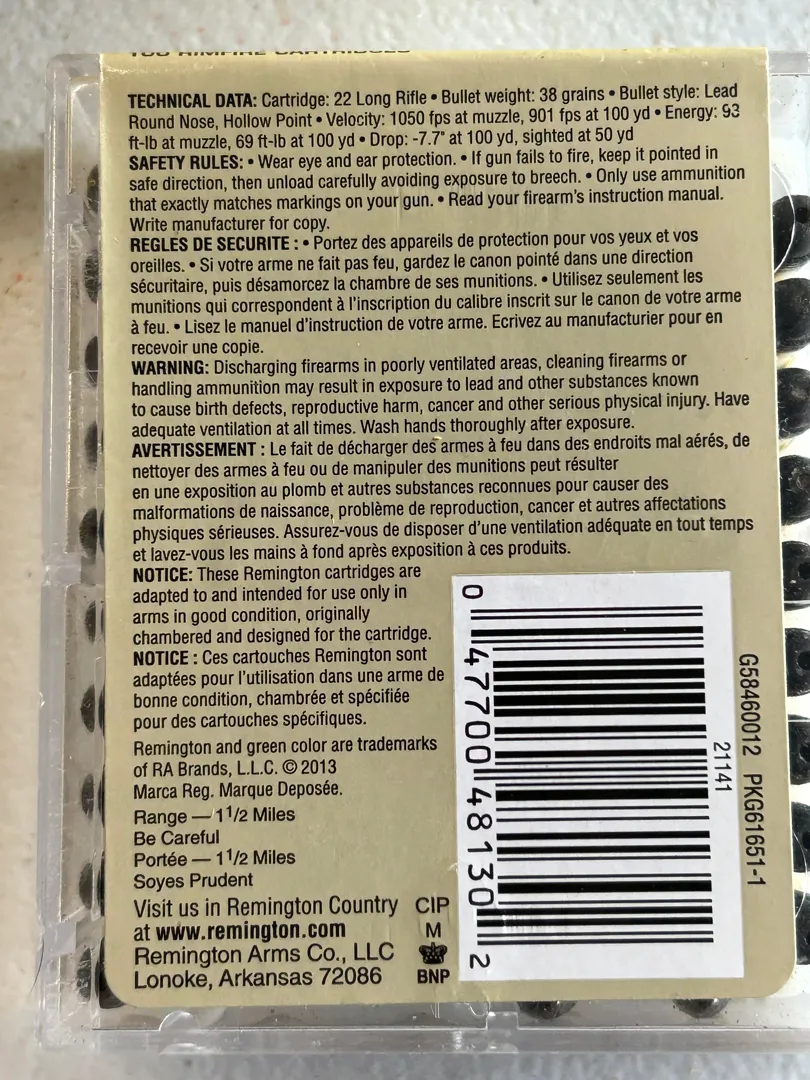 TECHNICAL DATA: Cartridge: 22 Long Rifle • Bullet weight: 38 grains • Bullet style: Lead
Round Nose, Hollow Point • Velocity: 1050 fps at muzzle, 901 fps at 100 yd • Energy: 93
ft-lb at muzzle, 69 ft-lb at 100 yd • Drop: -7.7" at 100 yd, sighted at 50 yd
SAFETY RULES: • Wear eye and ear protection. • If gun fails to fire, keep it pointed in
safe direction, then unload carefully avoiding exposure to breech. • Only use ammunition
that exactly matches markings on your gun. • Read your firearm's instruction manual.
Write manufacturer for copy.
REGLES DE SECURITE : • Portez des appareils de protection pour vos yeux et vos
oreilles. • Si votre arme ne fait pas feu, gardez le canon pointé dans une direction
sécuritaire, puis désamorcez la chambre de ses munitions. • Utilisez seulement les
munitions qui correspondent à l'inscription du calibre inscrit sur le canon de votre arme
à feu. • Lisez le manuel d'instruction de votre arme. Ecrivez au manufacturier pour en
recevoir une copie.
WARNING: Discharging firearms in poorly ventilated areas, cleaning firearms or
handling ammunition may result in exposure to lead and other substances known
to cause birth defects, reproductive harm, cancer and other serious physical injury. Have
adequate ventilation at all times. Wash hands thoroughly after exposure.
AVERTISSEMENT : Le fait de décharger des armes à feu dans des endroits mal aérés, de
nettoyer des armes à feu ou de manipuler des munitions peut résulter
en une exposition au plomb et autres substances reconnues pour causer des
malformations de naissance, problème de reproduction, cancer et autres affectations
physiques sérieuses. Assurez-vous de disposer d'une ventilation adéquate en tout temps
et lavez-vous les mains à fond après exposition à ces produits.
NOTICE: These Remington cartridges are
adapted to and intended for use only in
arms in good condition, originally
chambered and designed for the cartridge.
NOTICE : Ces cartouches Remington sont
adaptées pour l'utilisation dans une arme de
bonne condition, chambrée et spécifiée
pour des cartouches spécifiques.
Remington and green color are trademarks
of RA Brands, L.L.C. © 2013
Marca Reg. Marque Deposée.
Range — 1 1/2 Miles
Be Careful
Portée — 1 1/2 Miles
Soyes Prudent
Visit us in Remington Country
at www.remington.com
Remington Arms Co., LLC
Lonoke, Arkansas 72086
CIP
M
BNP
0 47700 48130 2
21141
G58460012 PKG61651-1